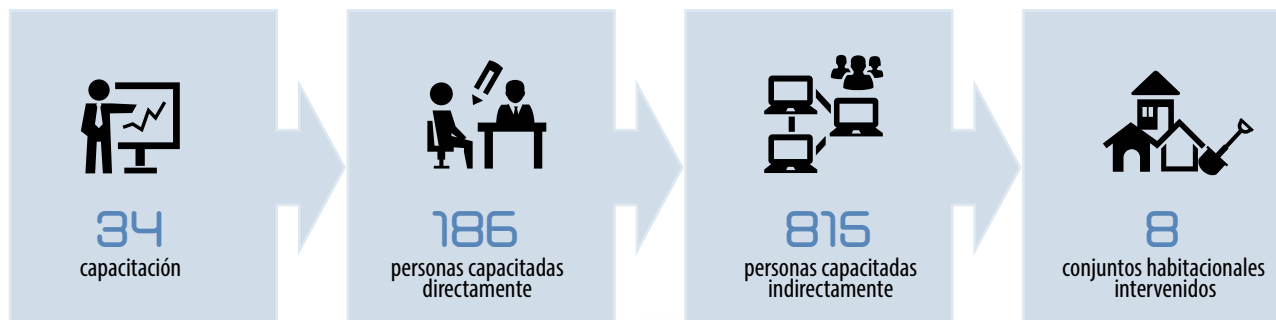 34
capacitación
186
personas capacitadas
directamente
815
personas capacitadas
indirectamente
8
conjuntos habitacionales
intervenidos